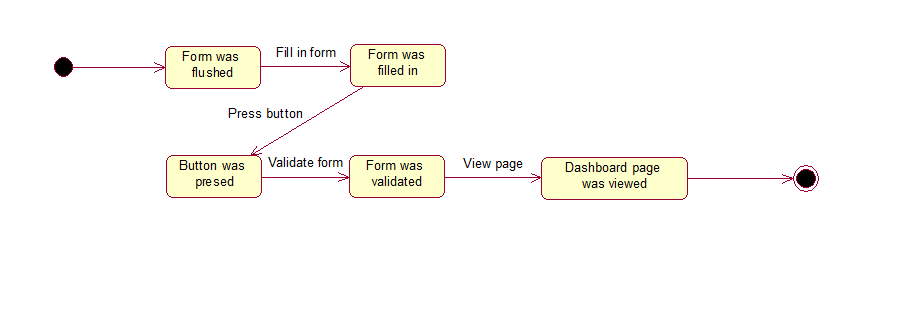 Form was
flushed
Fill in form
Form was
filled in
Press button
Button was
presed
Validate form
Form was
validated
View page
Dashboard page
was viewed